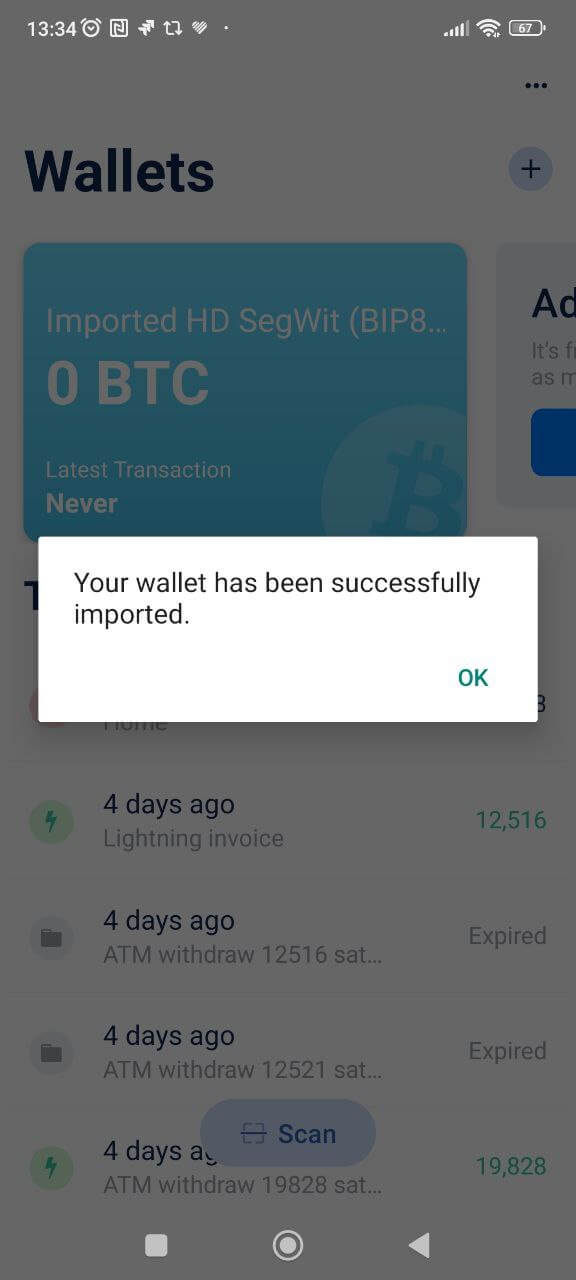 13:34
67
Wallets
Imported HD SegWit (BIP8...
0 BTC
Latest Transaction
Never
Ad
It's f
as m
Your wallet has been successfully
imported.
OK
Home
4 days ago
12,516
Lightning invoice
4 days ago
Expired
ATM withdraw 12516 sat...
4 days ago
Expired
ATM withdraw 12521 sat...
4 days ag
Scan
19,828
ATM withdraw 19828 sat...